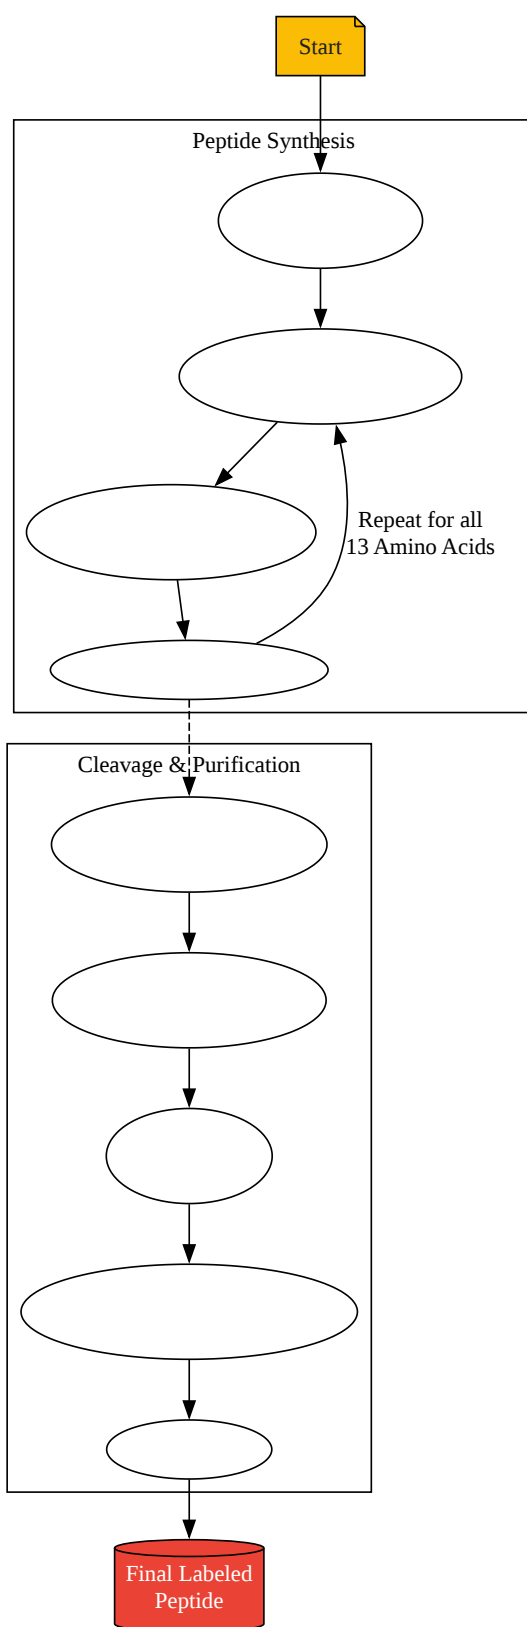 Start
Peptide Synthesis
Repeat for all
13 Amino Acids
Cleavage & Purification
Final Labeled
Peptide